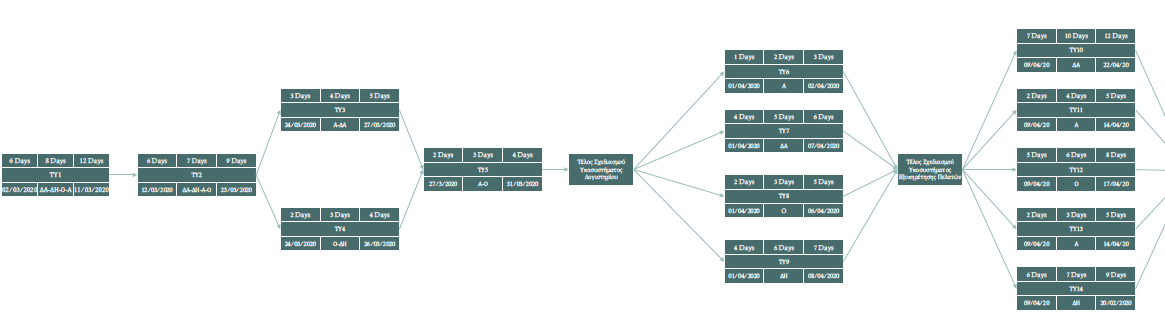 6 Days 8 Days 12 Days
ΤΥ1
02/03/2020 ΔΑ-ΔΗ-Ο-Α 11/03/2020
6 Days 7 Days 9 Days
ΤΥ2
12/03/2020 ΔΑ-ΔΗ-Α-Ο 23/03/2020
3 Days 4 Days 5 Days
ΤΥ3
24/03/2020 Α-ΔΑ 27/03/2020
2 Days 3 Days 4 Days
ΤΥ4
24/03/2020 Ο-ΔΗ 26/03/2020
2 Days 3 Days 4 Days
ΤΥ5
27/3/2020 Α-Ο 31/03/2020
Τέλος Σχεδιασμού
Υποσυστήματος
Λογιστηρίου
1 Days 2 Days 3 Days
ΤΥ6
01/04/2020 Α 02/04/2020
4 Days 5 Days 6 Days
ΤΥ7
01/04/2020 ΔΑ 07/04/2020
2 Days 3 Days 5 Days
ΤΥ8
01/04/2020 Ο 06/04/2020
4 Days 6 Days 7 Days
ΤΥ9
01/04/2020 ΔΗ 08/04/2020
Τέλος Σχεδιασμού
Υποσυστήματος
Εξυπηρέτησης Πελατών
7 Days 10 Days 12 Days
ΤΥ10
09/04/20 ΔΑ 22/04/20
2 Days 4 Days 5 Days
ΤΥ11
09/04/20 Α 14/04/20
5 Days 6 Days 8 Days
ΤΥ12
09/04/20 Ο 17/04/20
2 Days 3 Days 5 Days
ΤΥ13
09/04/20 Α 14/04/20
6 Days 7 Days 9 Days
ΤΥ14
09/04/20 ΔΗ 20/02/20